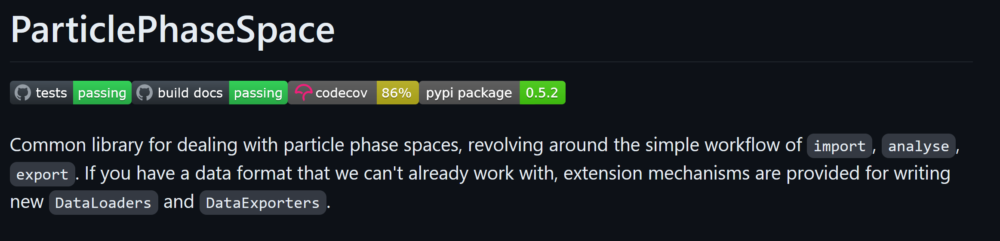 ParticlePhaseSpace
tests passing build docs passing codecov 86% pypi package 0.5.2
Common library for dealing with particle phase spaces, revolving around the simple workflow of import, analyse,
export. If you have a data format that we can't already work with, extension mechanisms are provided for writing
new DataLoaders and DataExporters.